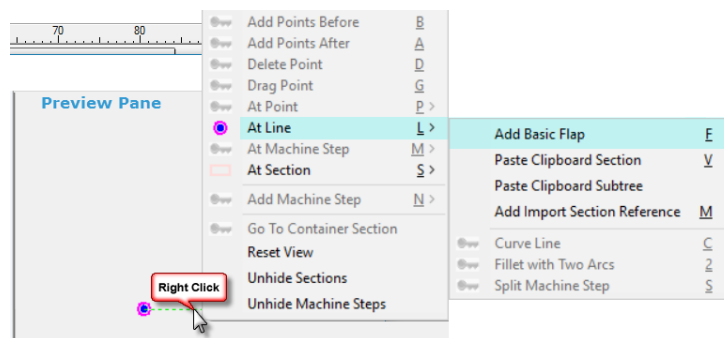 70 80
Preview Pane
Add Points Before B
Add Points After A
Delete Point D
Drag Point G
At Point P >
At Line L >
At Machine Step M >
At Section S >
Add Machine Step N >
Go To Container Section
Reset View
Unhide Sections
Unhide Machine Steps
Add Basic Flap F
Paste Clipboard Section V
Paste Clipboard Subtree
Add Import Section Reference M
Curve Line C
Fillet with Two Arcs 2
Split Machine Step S
Right Click